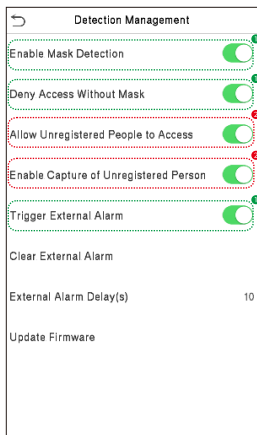 Detection Management
Enable Mask Detection
Deny Access Without Mask
Allow Unregistered People to Access
Enable Capture of Unregistered Person
Trigger External Alarm
Clear External Alarm
External Alarm Delay(s) 10
Update Firmware